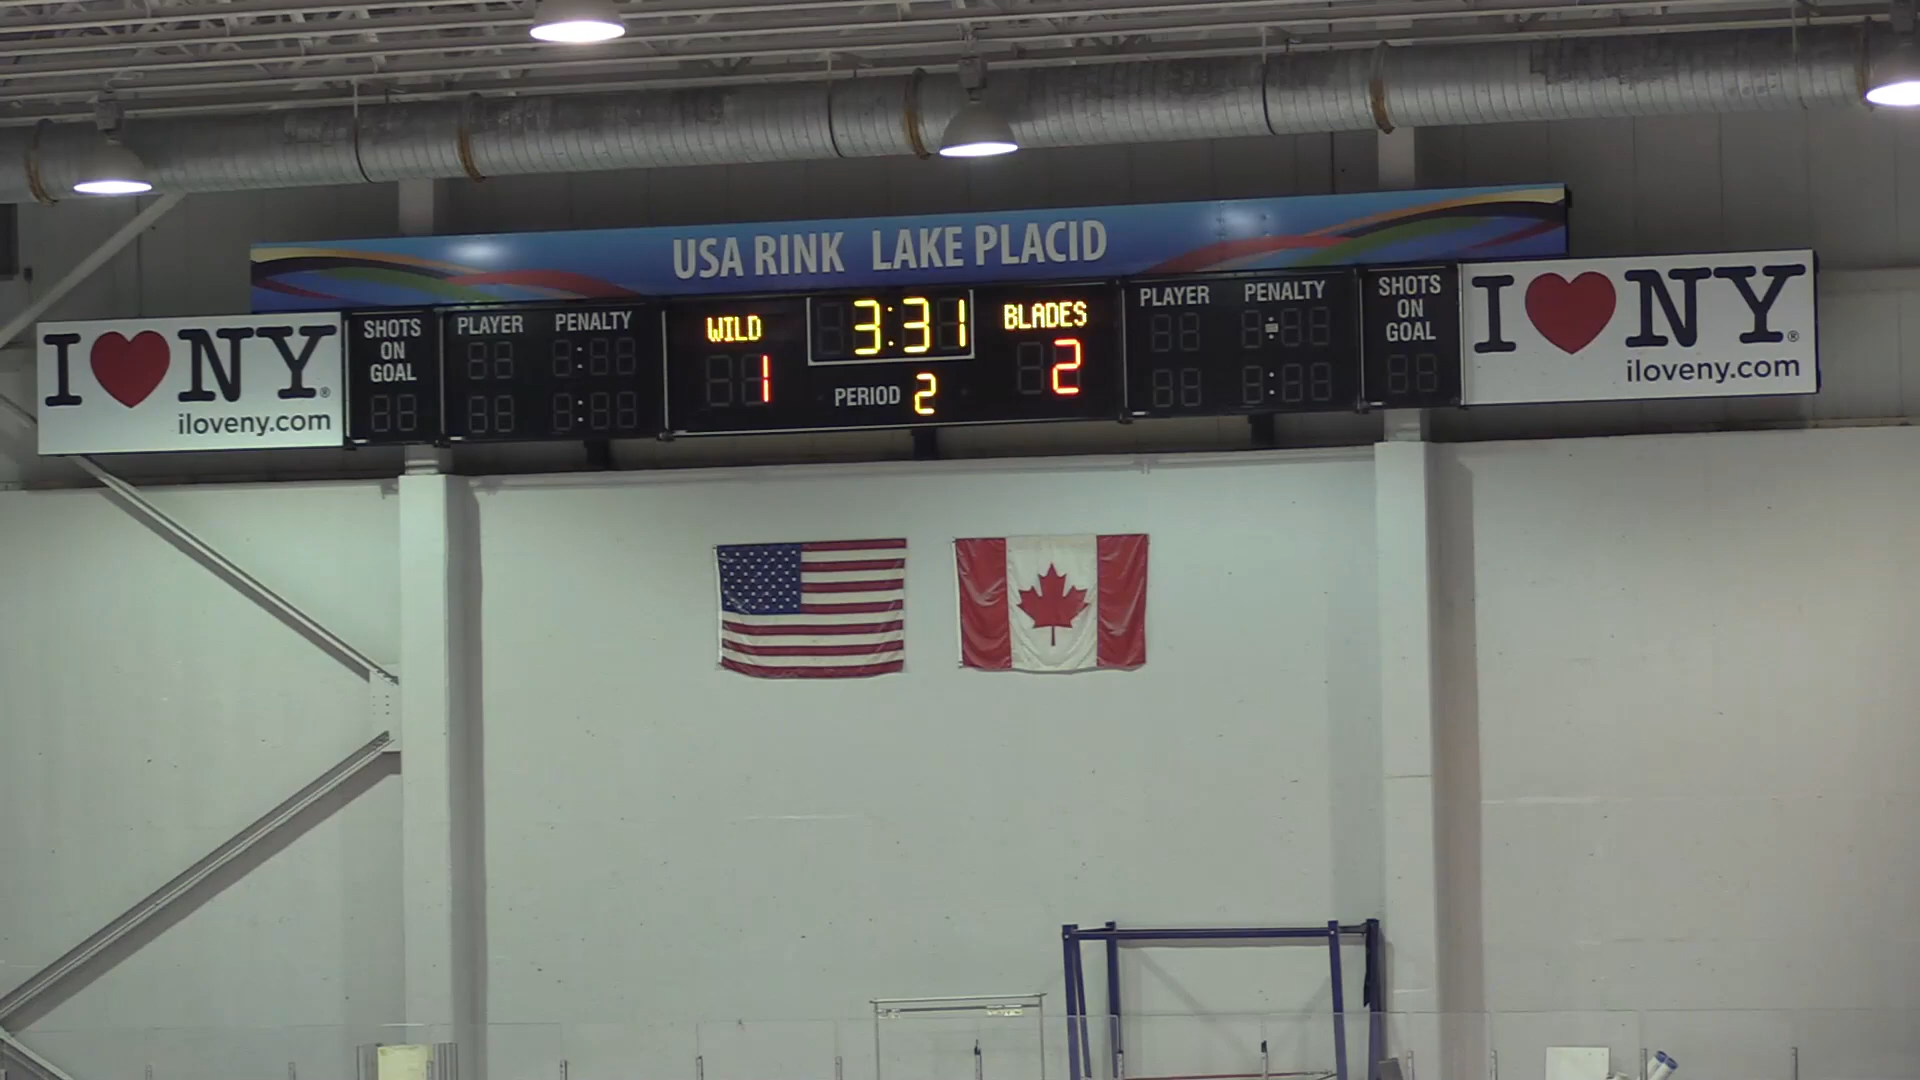 USA RINK LAKE PLACID
I ♥ NY®
iloveny.com
SHOTS
ON
GOAL
PLAYER PENALTY
WILD
1
3:31
PERIOD 2
BLADES
2
PLAYER PENALTY
SHOTS
ON
GOAL
I ♥ NY®
iloveny.com